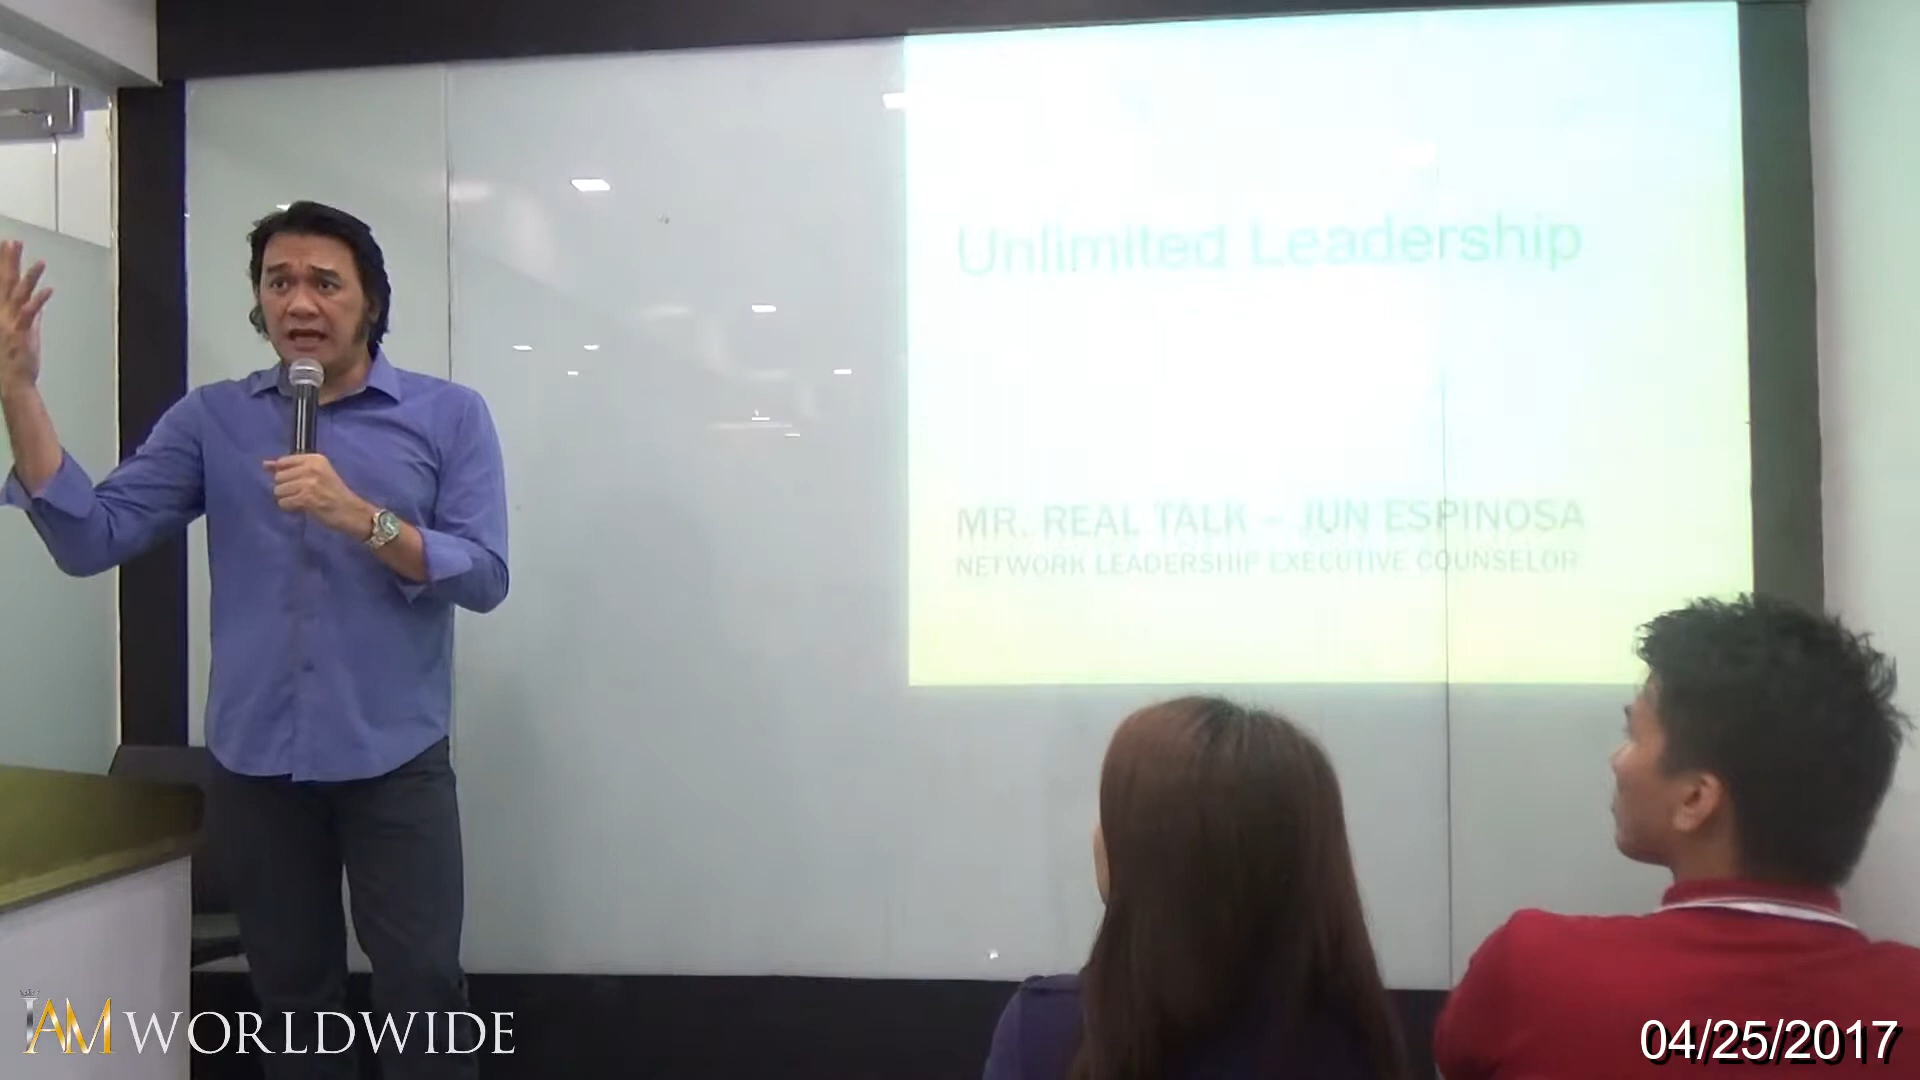 Unlimited Leadership
MR. REAL TALK – JUN ESPINOSA
NETWORK LEADERSHIP EXECUTIVE COUNSELOR
IAM WORLDWIDE
04/25/2017